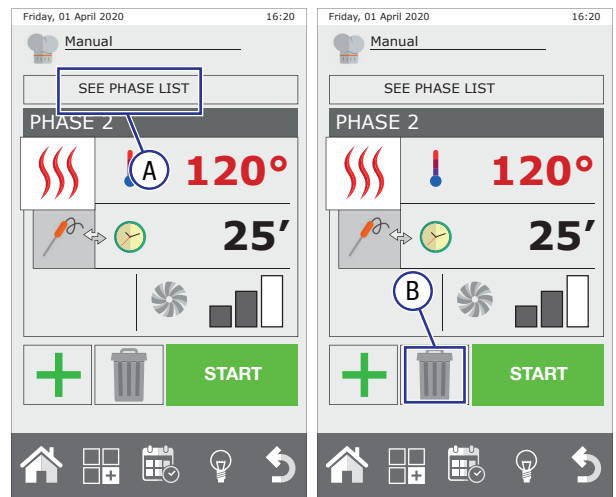 Friday, 01 April 2020 16:20
Manual
SEE PHASE LIST
PHASE 2
A
120°
25′
START
Friday, 01 April 2020 16:20
Manual
SEE PHASE LIST
PHASE 2
120°
25′
B
START